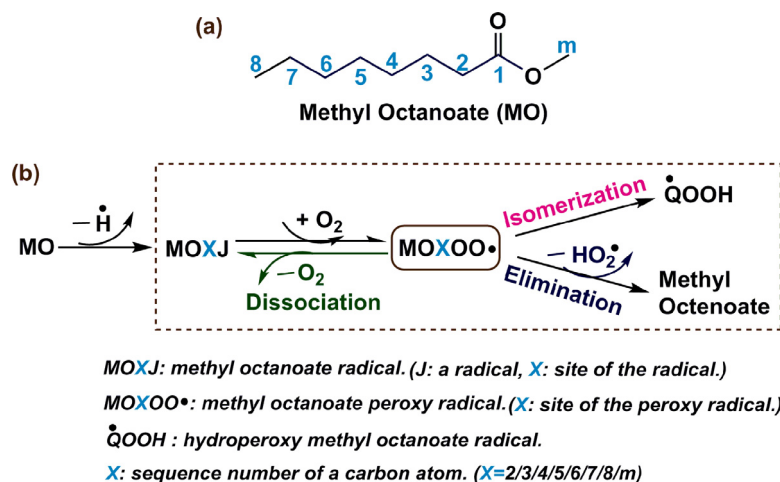 (a)
O
8 7 6 5 4 3 2 1 O m
Methyl Octanoate (MO)
(b)
MO
– H•
MOXJ
+ O₂
– O₂
Dissociation
MOXOO•
Isomerization
Q̇OOH
– HO₂•
Elimination
Methyl
Octenoate
MOXJ: methyl octanoate radical. (J: a radical, X: site of the radical.)
MOXOO•: methyl octanoate peroxy radical. (X: site of the peroxy radical.)
Q̇OOH : hydroperoxy methyl octanoate radical.
X: sequence number of a carbon atom. (X=2/3/4/5/6/7/8/m)